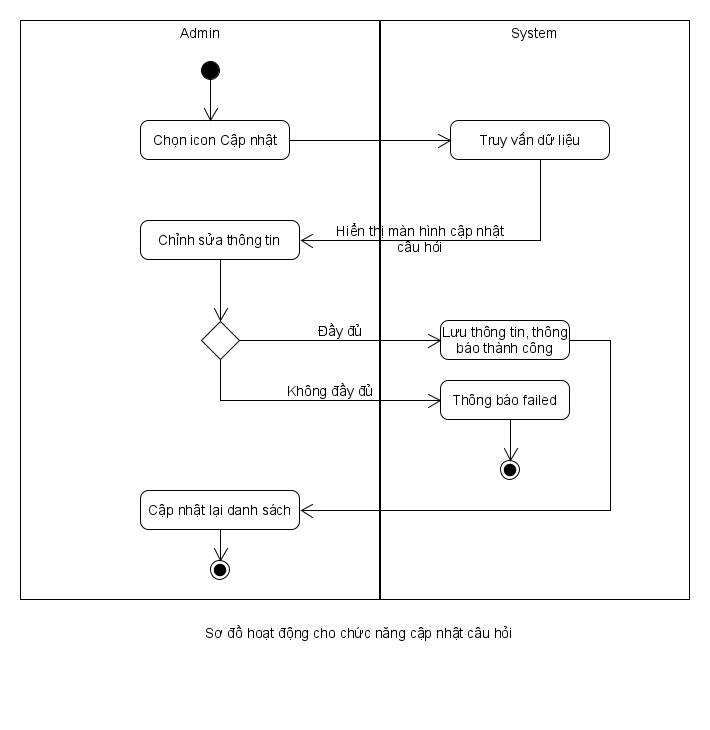 Admin
System
Chọn icon Cập nhật
Truy vấn dữ liệu
Chỉnh sửa thông tin
Hiển thị màn hình cập nhật
câu hỏi
Đầy đủ
Lưu thông tin, thông
báo thành công
Không đầy đủ
Thông báo failed
Cập nhật lại danh sách
Sơ đồ hoạt động cho chức năng cập nhật câu hỏi